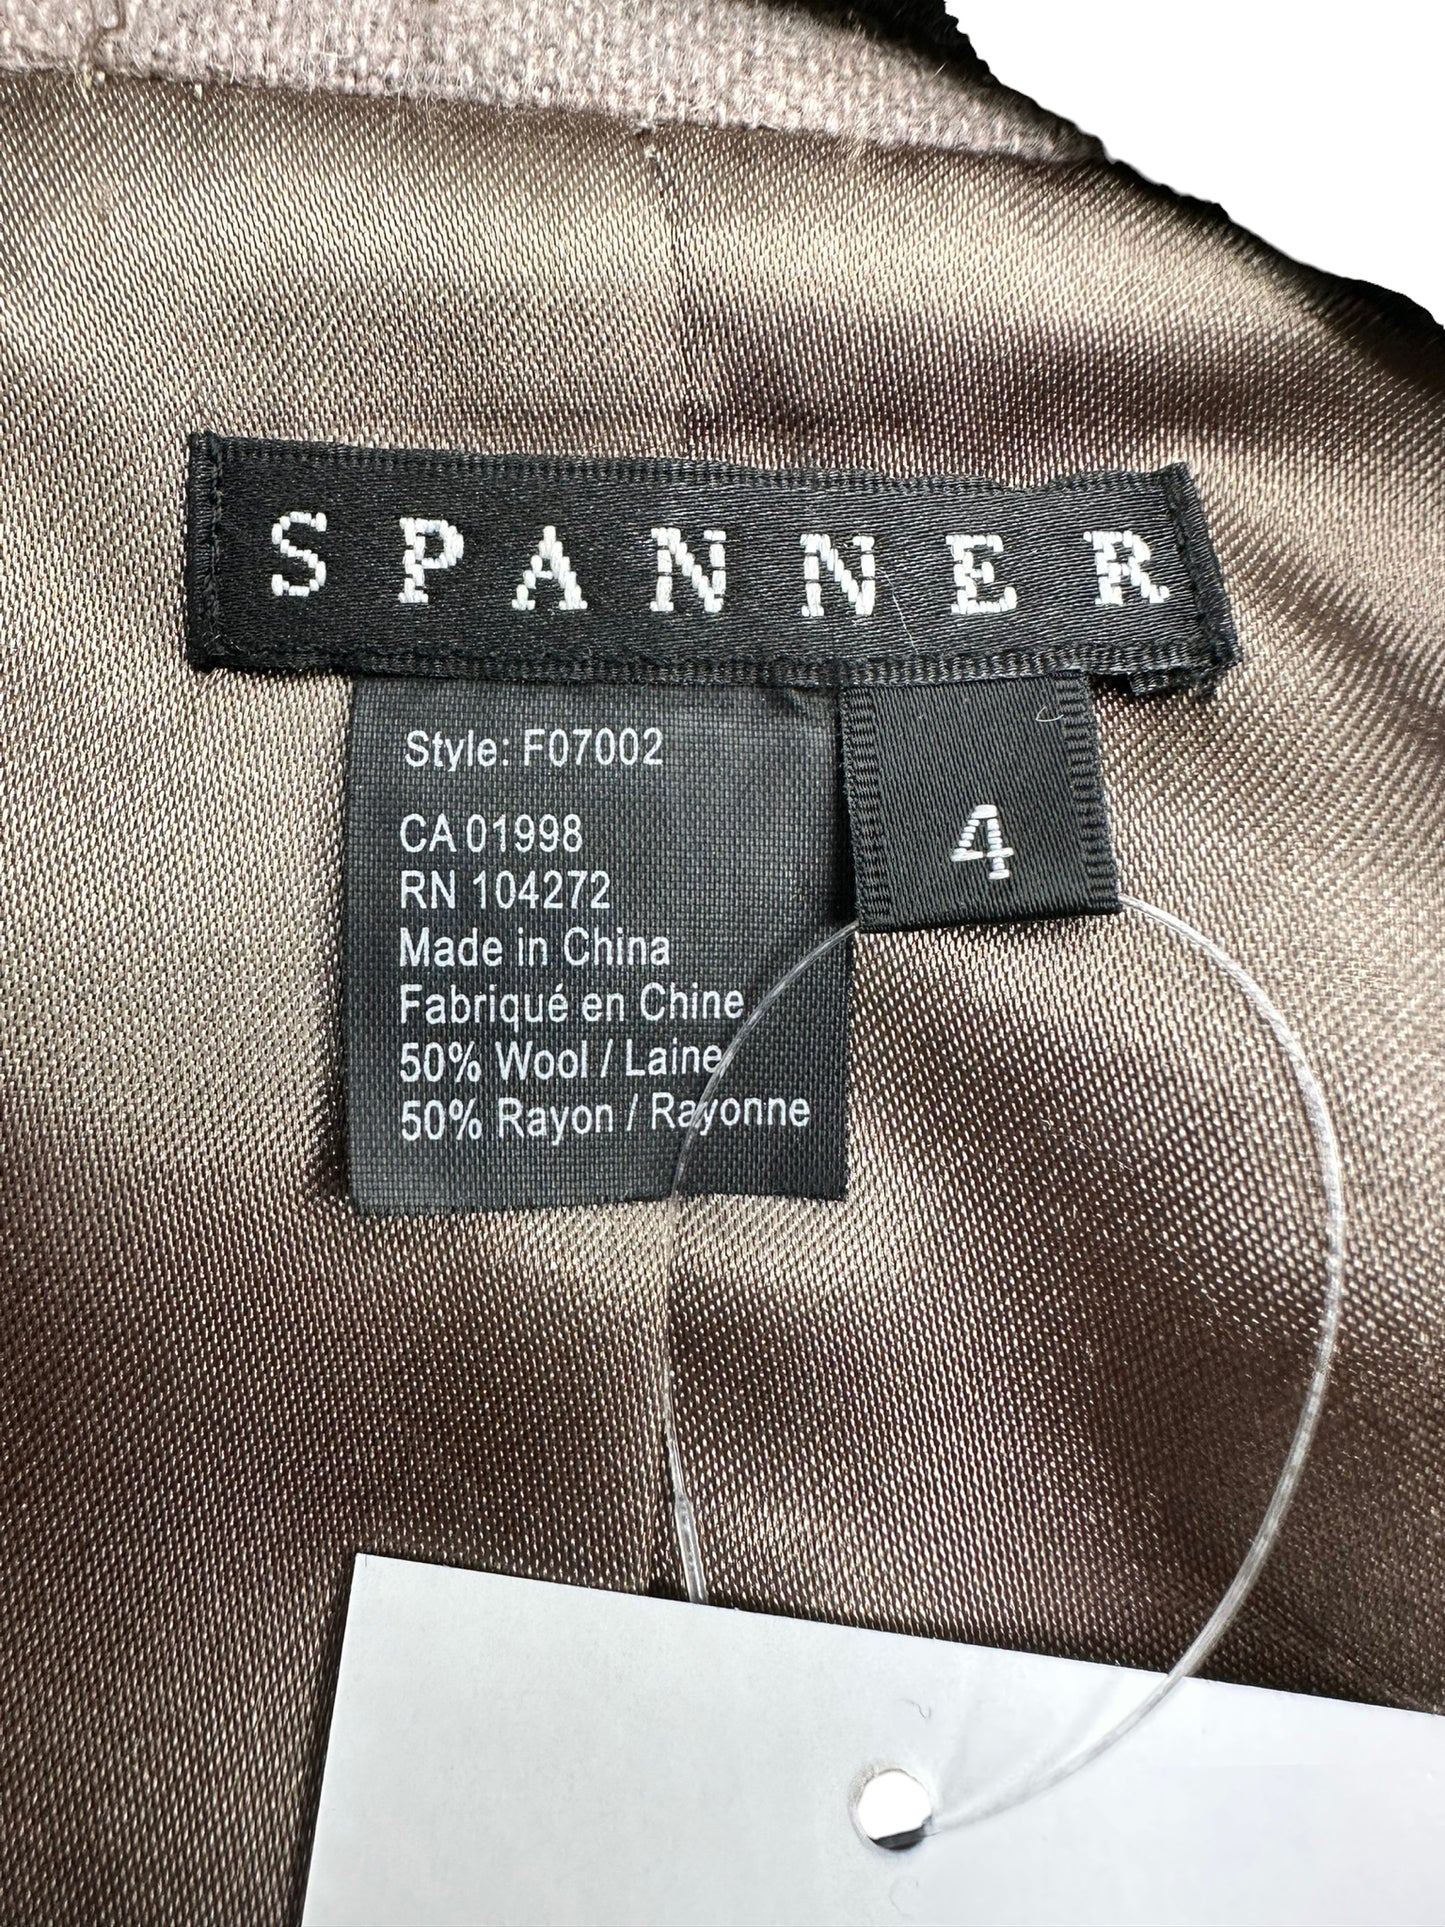 SPANNER
Style: F07002
4
CA 01998
RN 104272
Made in China
Fabriqué en Chine
50% Wool / Laine
50% Rayon / Rayonne